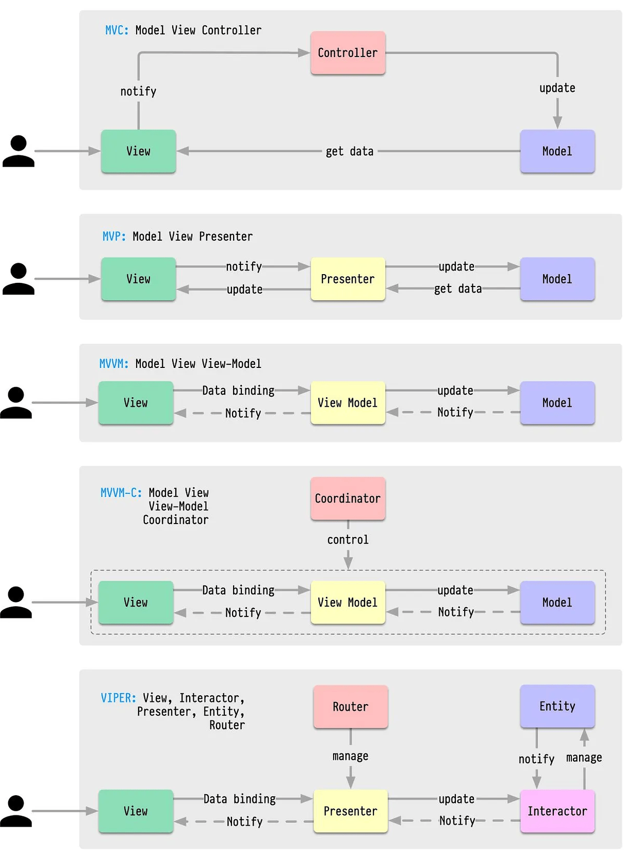 MVC: Model View Controller
Controller
notify
update
View
get data
Model
MVP: Model View Presenter
View
notify
update
Presenter
update
get data
Model
MVVM: Model View View-Model
View
Data binding
Notify
View Model
update
Notify
Model
MVVM-C: Model View
View-Model
Coordinator
Coordinator
control
View
Data binding
Notify
View Model
update
Notify
Model
VIPER: View, Interactor,
Presenter, Entity,
Router
Router
Entity
manage
notify
manage
View
Data binding
Notify
Presenter
update
Notify
Interactor